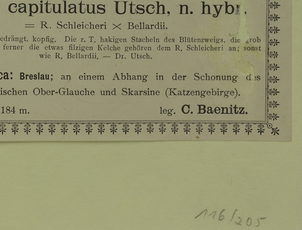 capitulatus Utsch, n. hybr.
= R. Schleicheri × Bellardii.
edrängt, kopfig. Die z. T. hakigen Stacheln des Blütenzweigs, die grob
ferner die etwas filzigen Kelche gehören dem R, Schleicheri an; sonst
wie R, Bellardii, — Dr. Utsch.
ca: Breslau; an einem Abhang in der Schonung des
ischen Ober-Glauche und Skarsine (Katzengebirge).
184 m. leg. C. Baenitz.
116/205